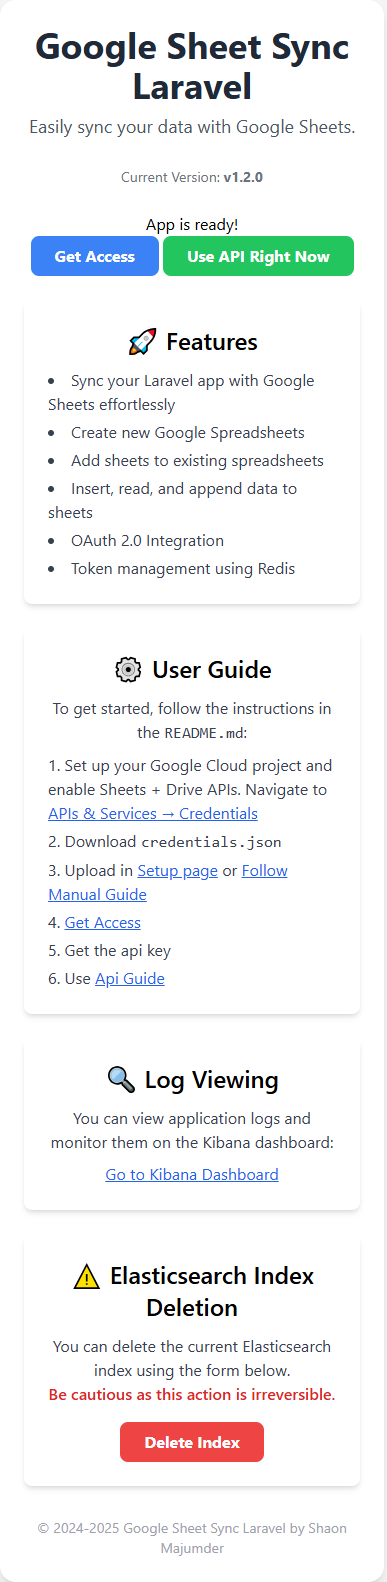 Google Sheet Sync
Laravel
Easily sync your data with Google Sheets.
Current Version: v1.2.0
App is ready!
Get Access
Use API Right Now
🚀 Features
• Sync your Laravel app with Google
Sheets effortlessly
• Create new Google Spreadsheets
• Add sheets to existing spreadsheets
• Insert, read, and append data to
sheets
• OAuth 2.0 Integration
• Token management using Redis
⚙️ User Guide
To get started, follow the instructions in
the README.md:
1. Set up your Google Cloud project and
enable Sheets + Drive APIs. Navigate to
APIs & Services → Credentials
2. Download credentials.json
3. Upload in Setup page or Follow
Manual Guide
4. Get Access
5. Get the api key
6. Use Api Guide
🔍 Log Viewing
You can view application logs and
monitor them on the Kibana dashboard:
Go to Kibana Dashboard
⚠️ Elasticsearch Index
Deletion
You can delete the current Elasticsearch
index using the form below.
Be cautious as this action is irreversible.
Delete Index
© 2024-2025 Google Sheet Sync Laravel by Shaon
Majumder